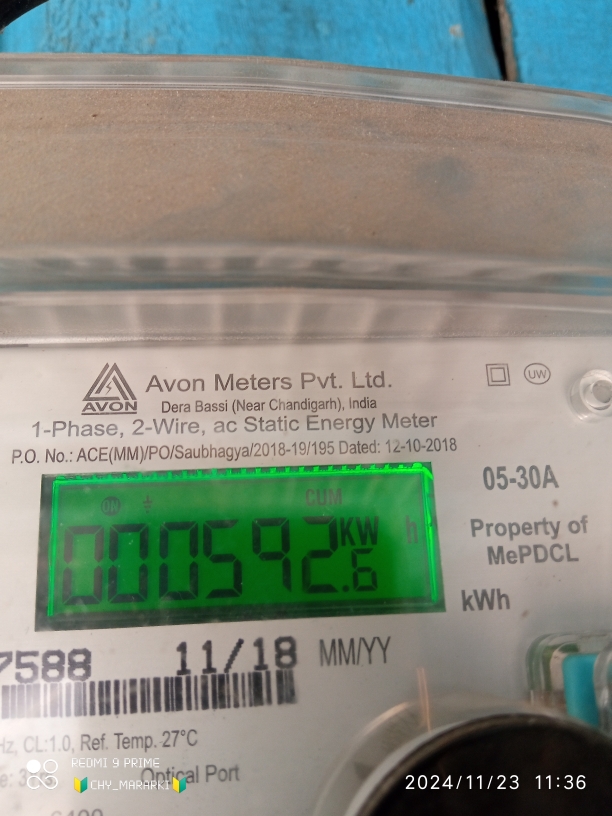 Avon Meters Pvt. Ltd.
AVON
UW
Dera Bassi (Near Chandigarh), India
1-Phase, 2-Wire, ac Static Energy Meter
P.O. No.: ACE(MM)/PO/Saubhagya/2018-19/195 Dated: 12-10-2018
05-30A
CUM
000592.6 KW h
Property of
MePDCL
kWh
7588 11/18 MM/YY
Hz, CL:1.0, Ref. Temp. 27°C
Optical Port
6400
REDMI 9 PRIME
CHY_MARARKI
2024/11/23 11:36